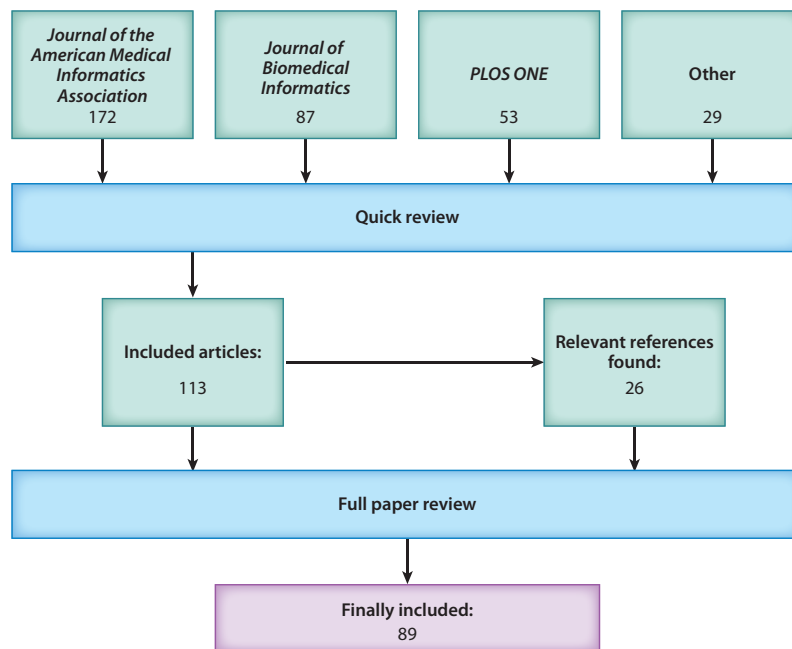 Journal of the
American Medical
Informatics
Association
172
Journal of
Biomedical
Informatics
87
PLOS ONE
53
Other
29
Quick review
Included articles:
113
Relevant references
found:
26
Full paper review
Finally included:
89